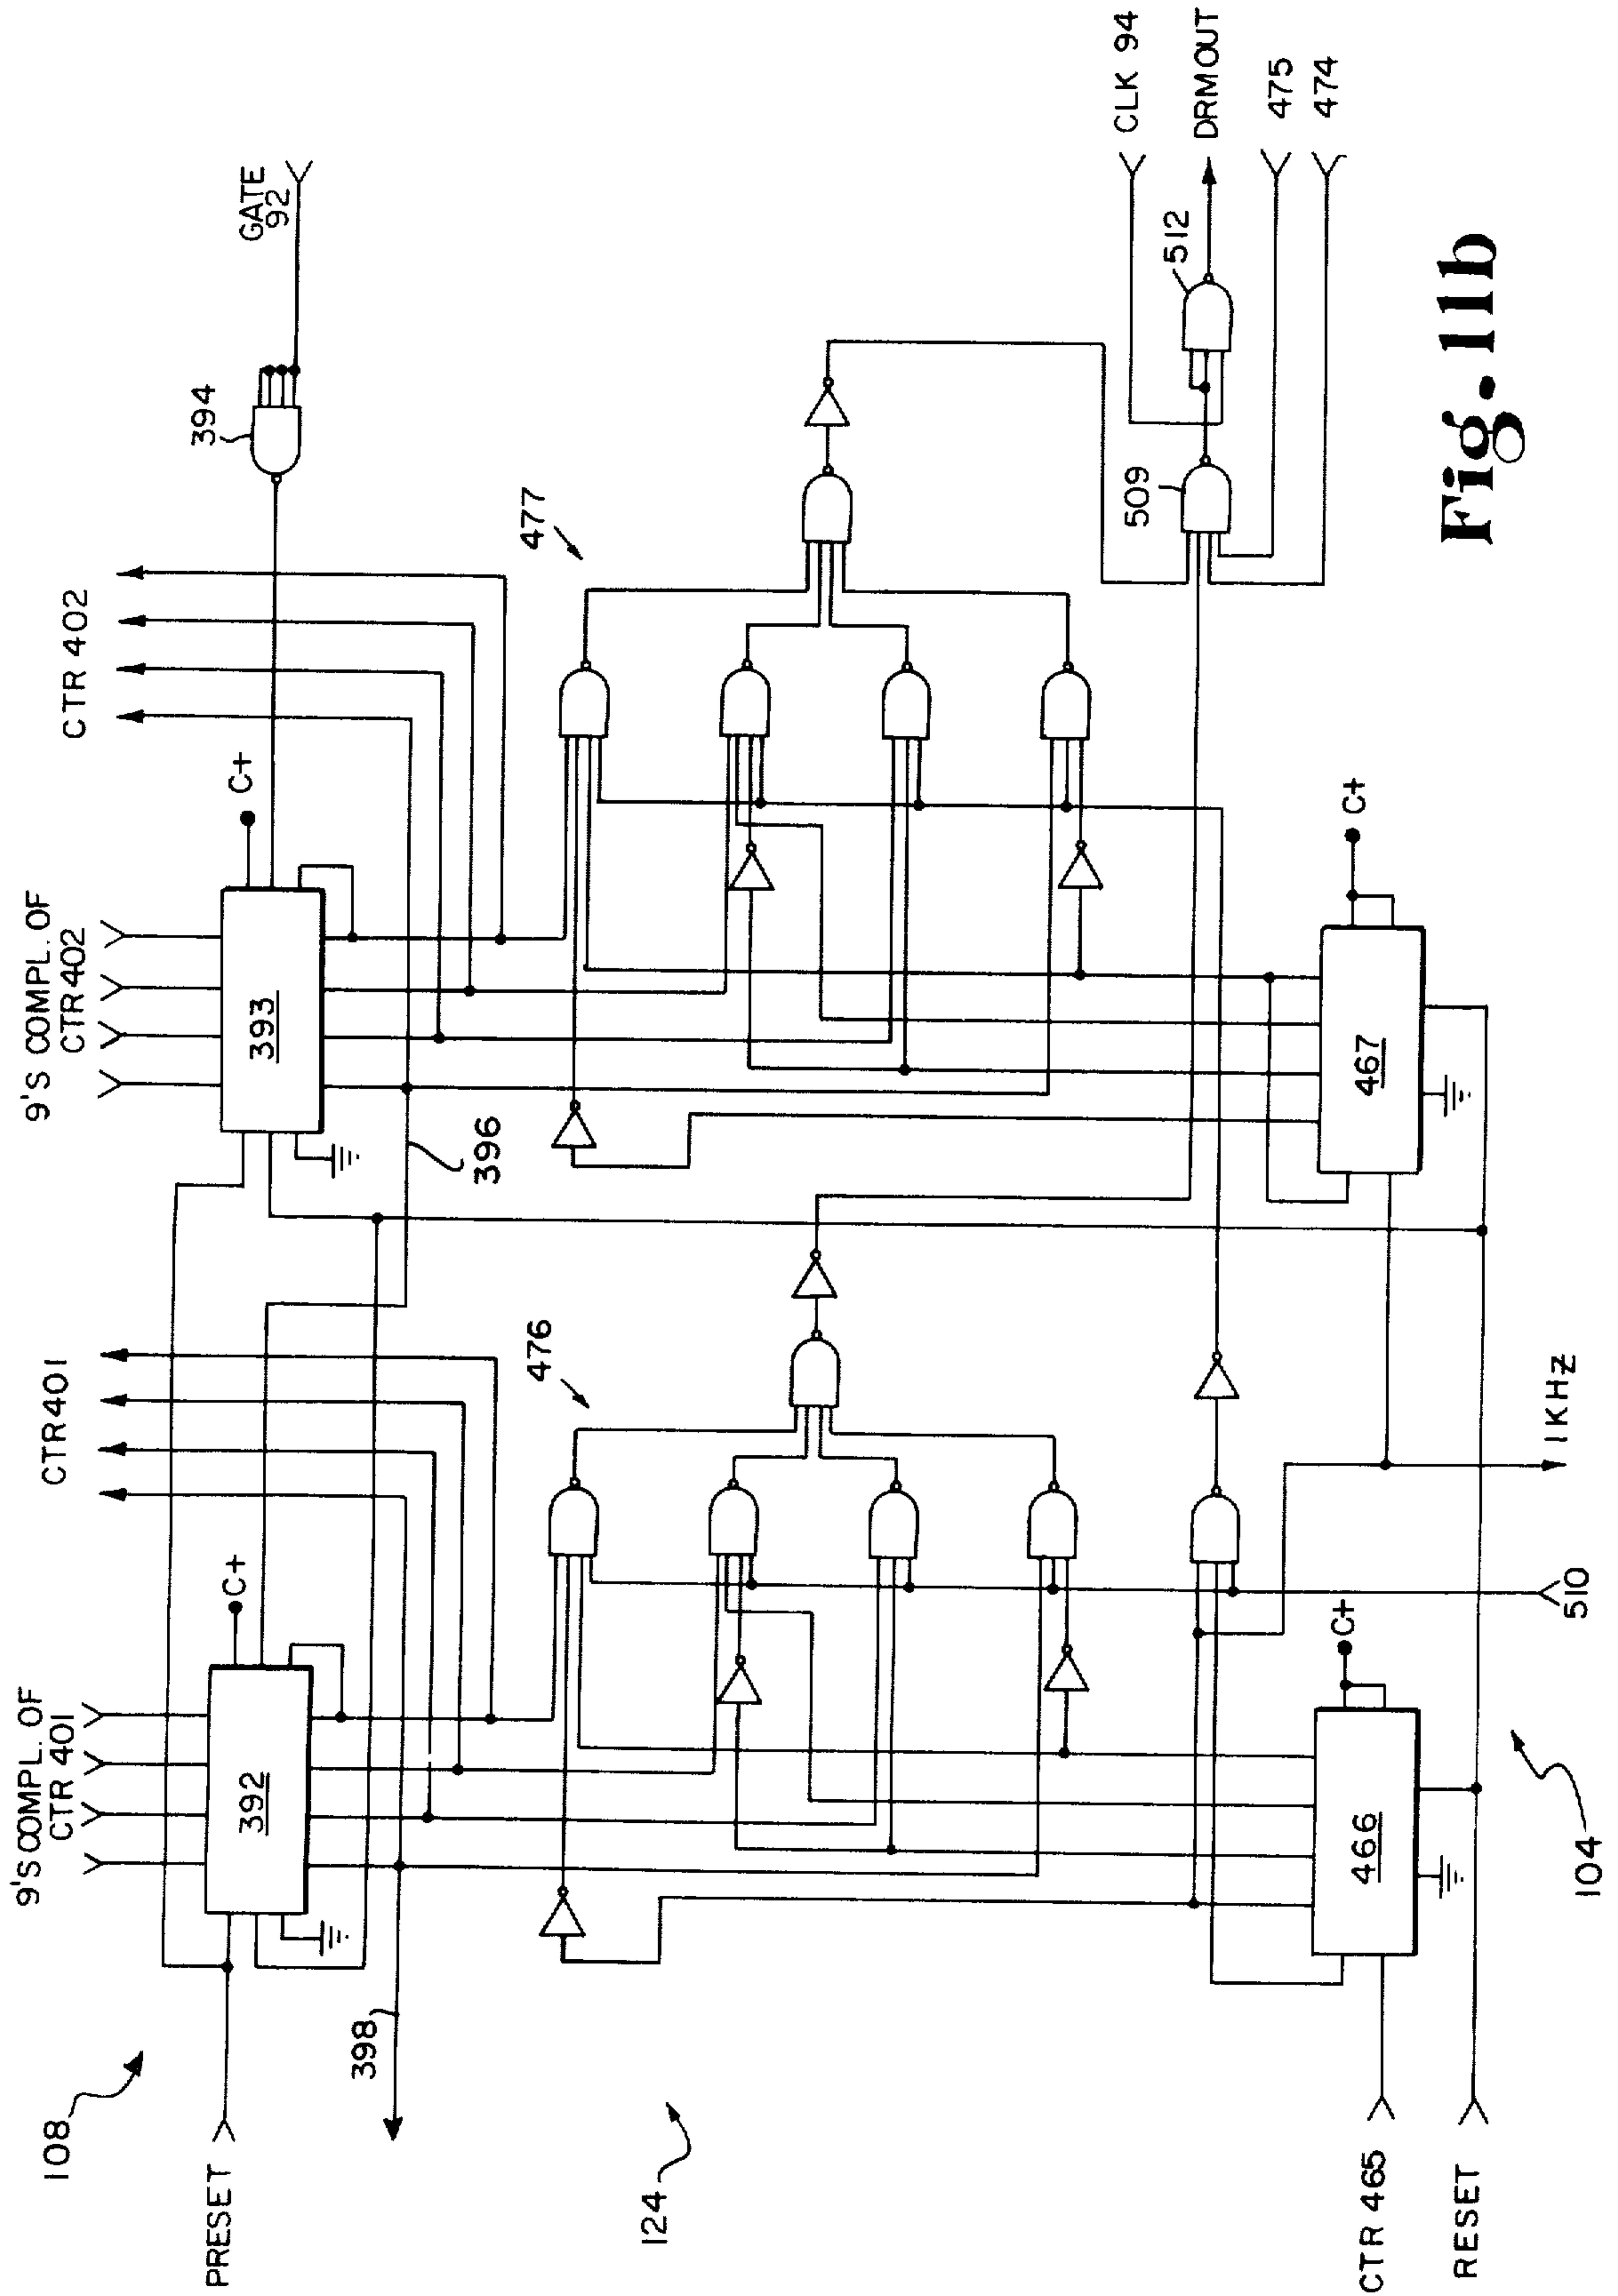 108
PRESET
398
124
CTR 465
RESET
9'S COMPL. OF
CTR 401
392
C+
CTR401
476
466
C+
510
1KHZ
104
9'S COMPL. OF
CTR402
393
C+
396
CTR 402
477
467
C+
394
GATE
92
509
512
CLK 94
DRMOUT
475
474
Fig. 11b